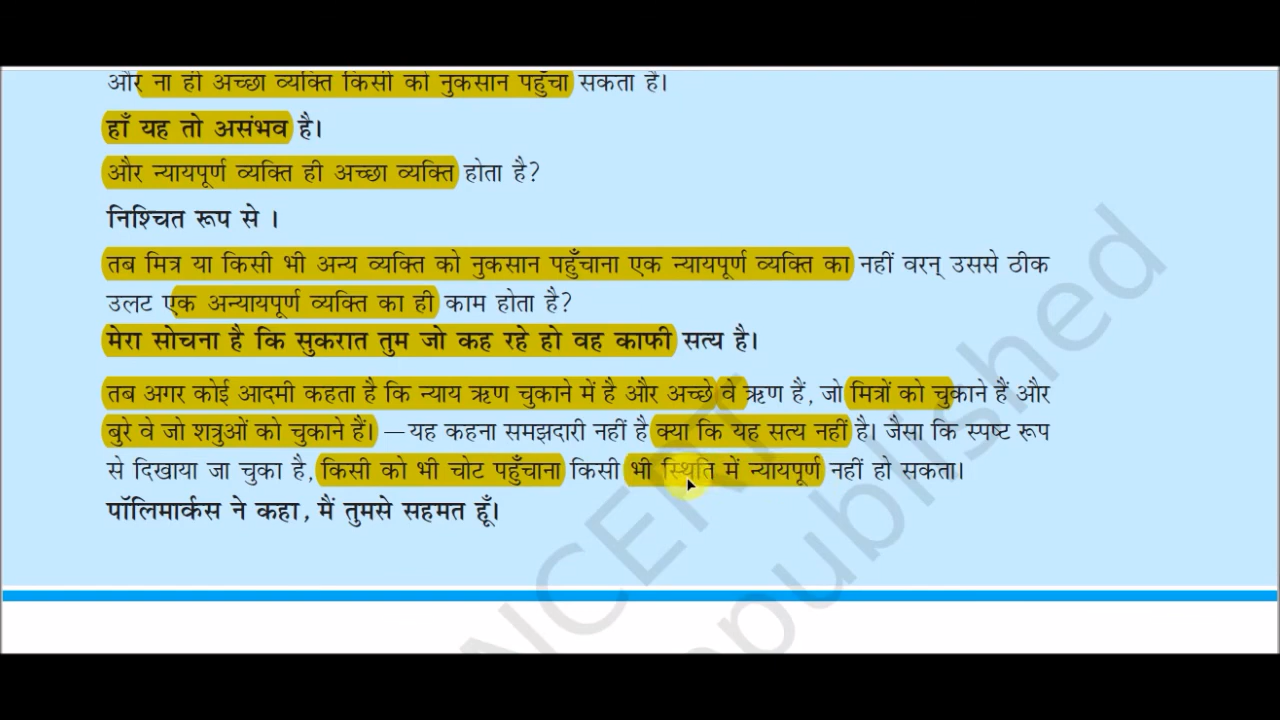 और ना ही अच्छा व्यक्ति किसी को नुकसान पहुँचा सकता है।
हाँ यह तो असंभव है।
और न्यायपूर्ण व्यक्ति ही अच्छा व्यक्ति होता है?
निश्चित रूप से ।
तब मित्र या किसी भी अन्य व्यक्ति को नुकसान पहुँचाना एक न्यायपूर्ण व्यक्ति का नहीं वरन् उससे ठीक
उलट एक अन्यायपूर्ण व्यक्ति का ही काम होता है?
मेरा सोचना है कि सुकरात तुम जो कह रहे हो वह काफी सत्य है।
तब अगर कोई आदमी कहता है कि न्याय ऋण चुकाने में है और अच्छे वे ऋण हैं, जो मित्रों को चुकाने हैं और
बुरे वे जो शत्रुओं को चुकाने हैं। —यह कहना समझदारी नहीं है क्या कि यह सत्य नहीं है। जैसा कि स्पष्ट रूप
से दिखाया जा चुका है, किसी को भी चोट पहुँचाना किसी भी स्थिति में न्यायपूर्ण नहीं हो सकता।
पॉलिमार्कस ने कहा, मैं तुमसे सहमत हूँ।
NCERT
republished